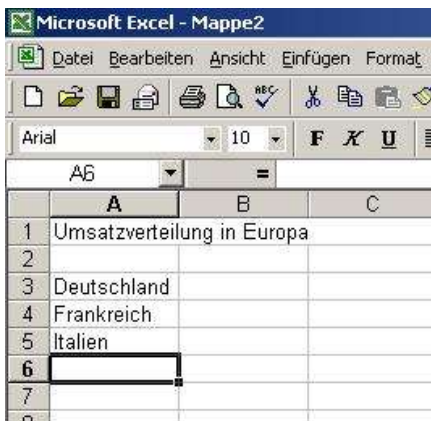 Microsoft Excel - Mappe2
Datei Bearbeiten Ansicht Einfügen Format
ABC
Arial 10 F K U
A6 =
A B C
1 Umsatzverteilung in Europa
2
3 Deutschland
4 Frankreich
5 Italien
6
7